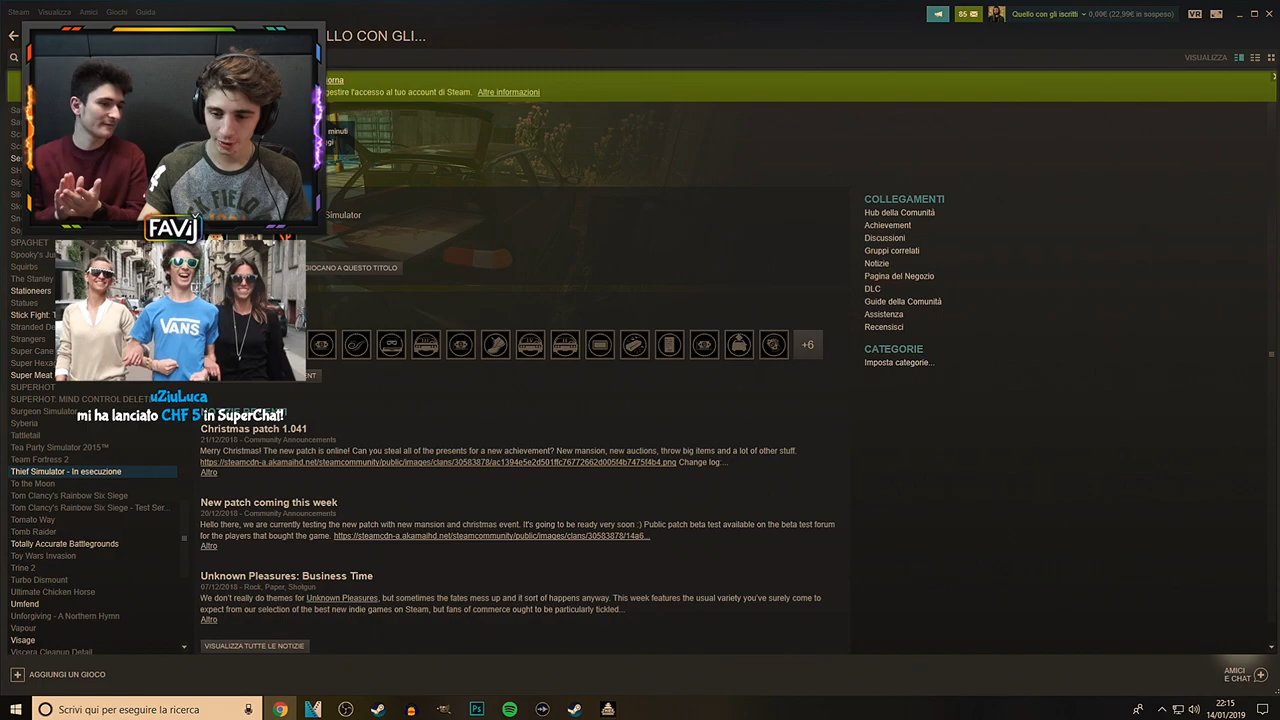 Steam Visualizza Amici Giochi Guida
85 Quello con gli iscritti 0,00€ (22,99€ in sospeso) VR
LLO CON GLI...
VISUALIZZA
orna
gestire l'accesso al tuo account di Steam. Altre informazioni
minuti
ggi
Simulator
GIOCANO A QUESTO TITOLO
+6
FAVij
VANS
uZiuLuca
mi ha lanciato CHF 5 in SuperChat!
SPAGHET
Spooky's Ju
Squirbs
The Stanley
Stationeers
Statues
Stick Fight: T
Stranded De
Strangers
Super Cane
Super Hexa
Super Meat
SUPERHOT
SUPERHOT: MIND CONTROL DELET
Surgeon Simulator
Syberia
Tattletail
Tea Party Simulator 2015™
Team Fortress 2
Thief Simulator - In esecuzione
To the Moon
Tom Clancy's Rainbow Six Siege
Tom Clancy's Rainbow Six Siege - Test Ser...
Tomato Way
Tomb Raider
Totally Accurate Battlegrounds
Toy Wars Invasion
Trine 2
Turbo Dismount
Ultimate Chicken Horse
Umfend
Unforgiving - A Northern Hymn
Vapour
Visage
Viscera Cleanup Detail
Christmas patch 1.041
21/12/2018 - Community Announcements
Merry Christmas! The new patch is online! Can you steal all of the presents for a new achievement? New mansion, new auctions, throw big items and a lot of other stuff.
https://steamcdn-a.akamaihd.net/steamcommunity/public/images/clans/30583878/ac1394e5e2d501ffc76772662d005f4b7475f4b4.png Change log:...
Altro
New patch coming this week
20/12/2018 - Community Announcements
Hello there, we are currently testing the new patch with new mansion and christmas event. It's going to be ready very soon :) Public patch beta test available on the beta test forum
for the players that bought the game. https://steamcdn-a.akamaihd.net/steamcommunity/public/images/clans/30583878/14a6...
Altro
Unknown Pleasures: Business Time
07/12/2018 - Rock, Paper, Shotgun
We don't really do themes for Unknown Pleasures, but sometimes the fates mess up and it sort of happens anyway. This week features the usual variety you've surely come to
expect from our selection of the best new indie games on Steam, but fans of commerce ought to be particularly tickled...
Altro
VISUALIZZA TUTTE LE NOTIZIE
COLLEGAMENTI
Hub della Comunità
Achievement
Discussioni
Gruppi correlati
Notizie
Pagina del Negozio
DLC
Guide della Comunità
Assistenza
Recensisci
CATEGORIE
Imposta categorie...
AGGIUNGI UN GIOCO
AMICI
E CHAT
Scrivi qui per eseguire la ricerca
Ps
22:15
14/01/2019